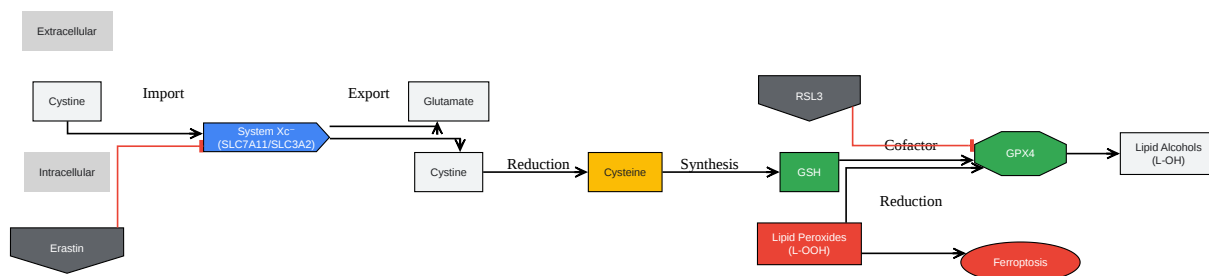 Extracellular
Cystine
Import
System Xc⁻
(SLC7A11/SLC3A2)
Export
Glutamate
RSL3
Intracellular
Cystine
Reduction
Cysteine
Synthesis
GSH
Cofactor
GPX4
Lipid Alcohols
(L-OH)
Reduction
Erastin
Lipid Peroxides
(L-OOH)
Ferroptosis